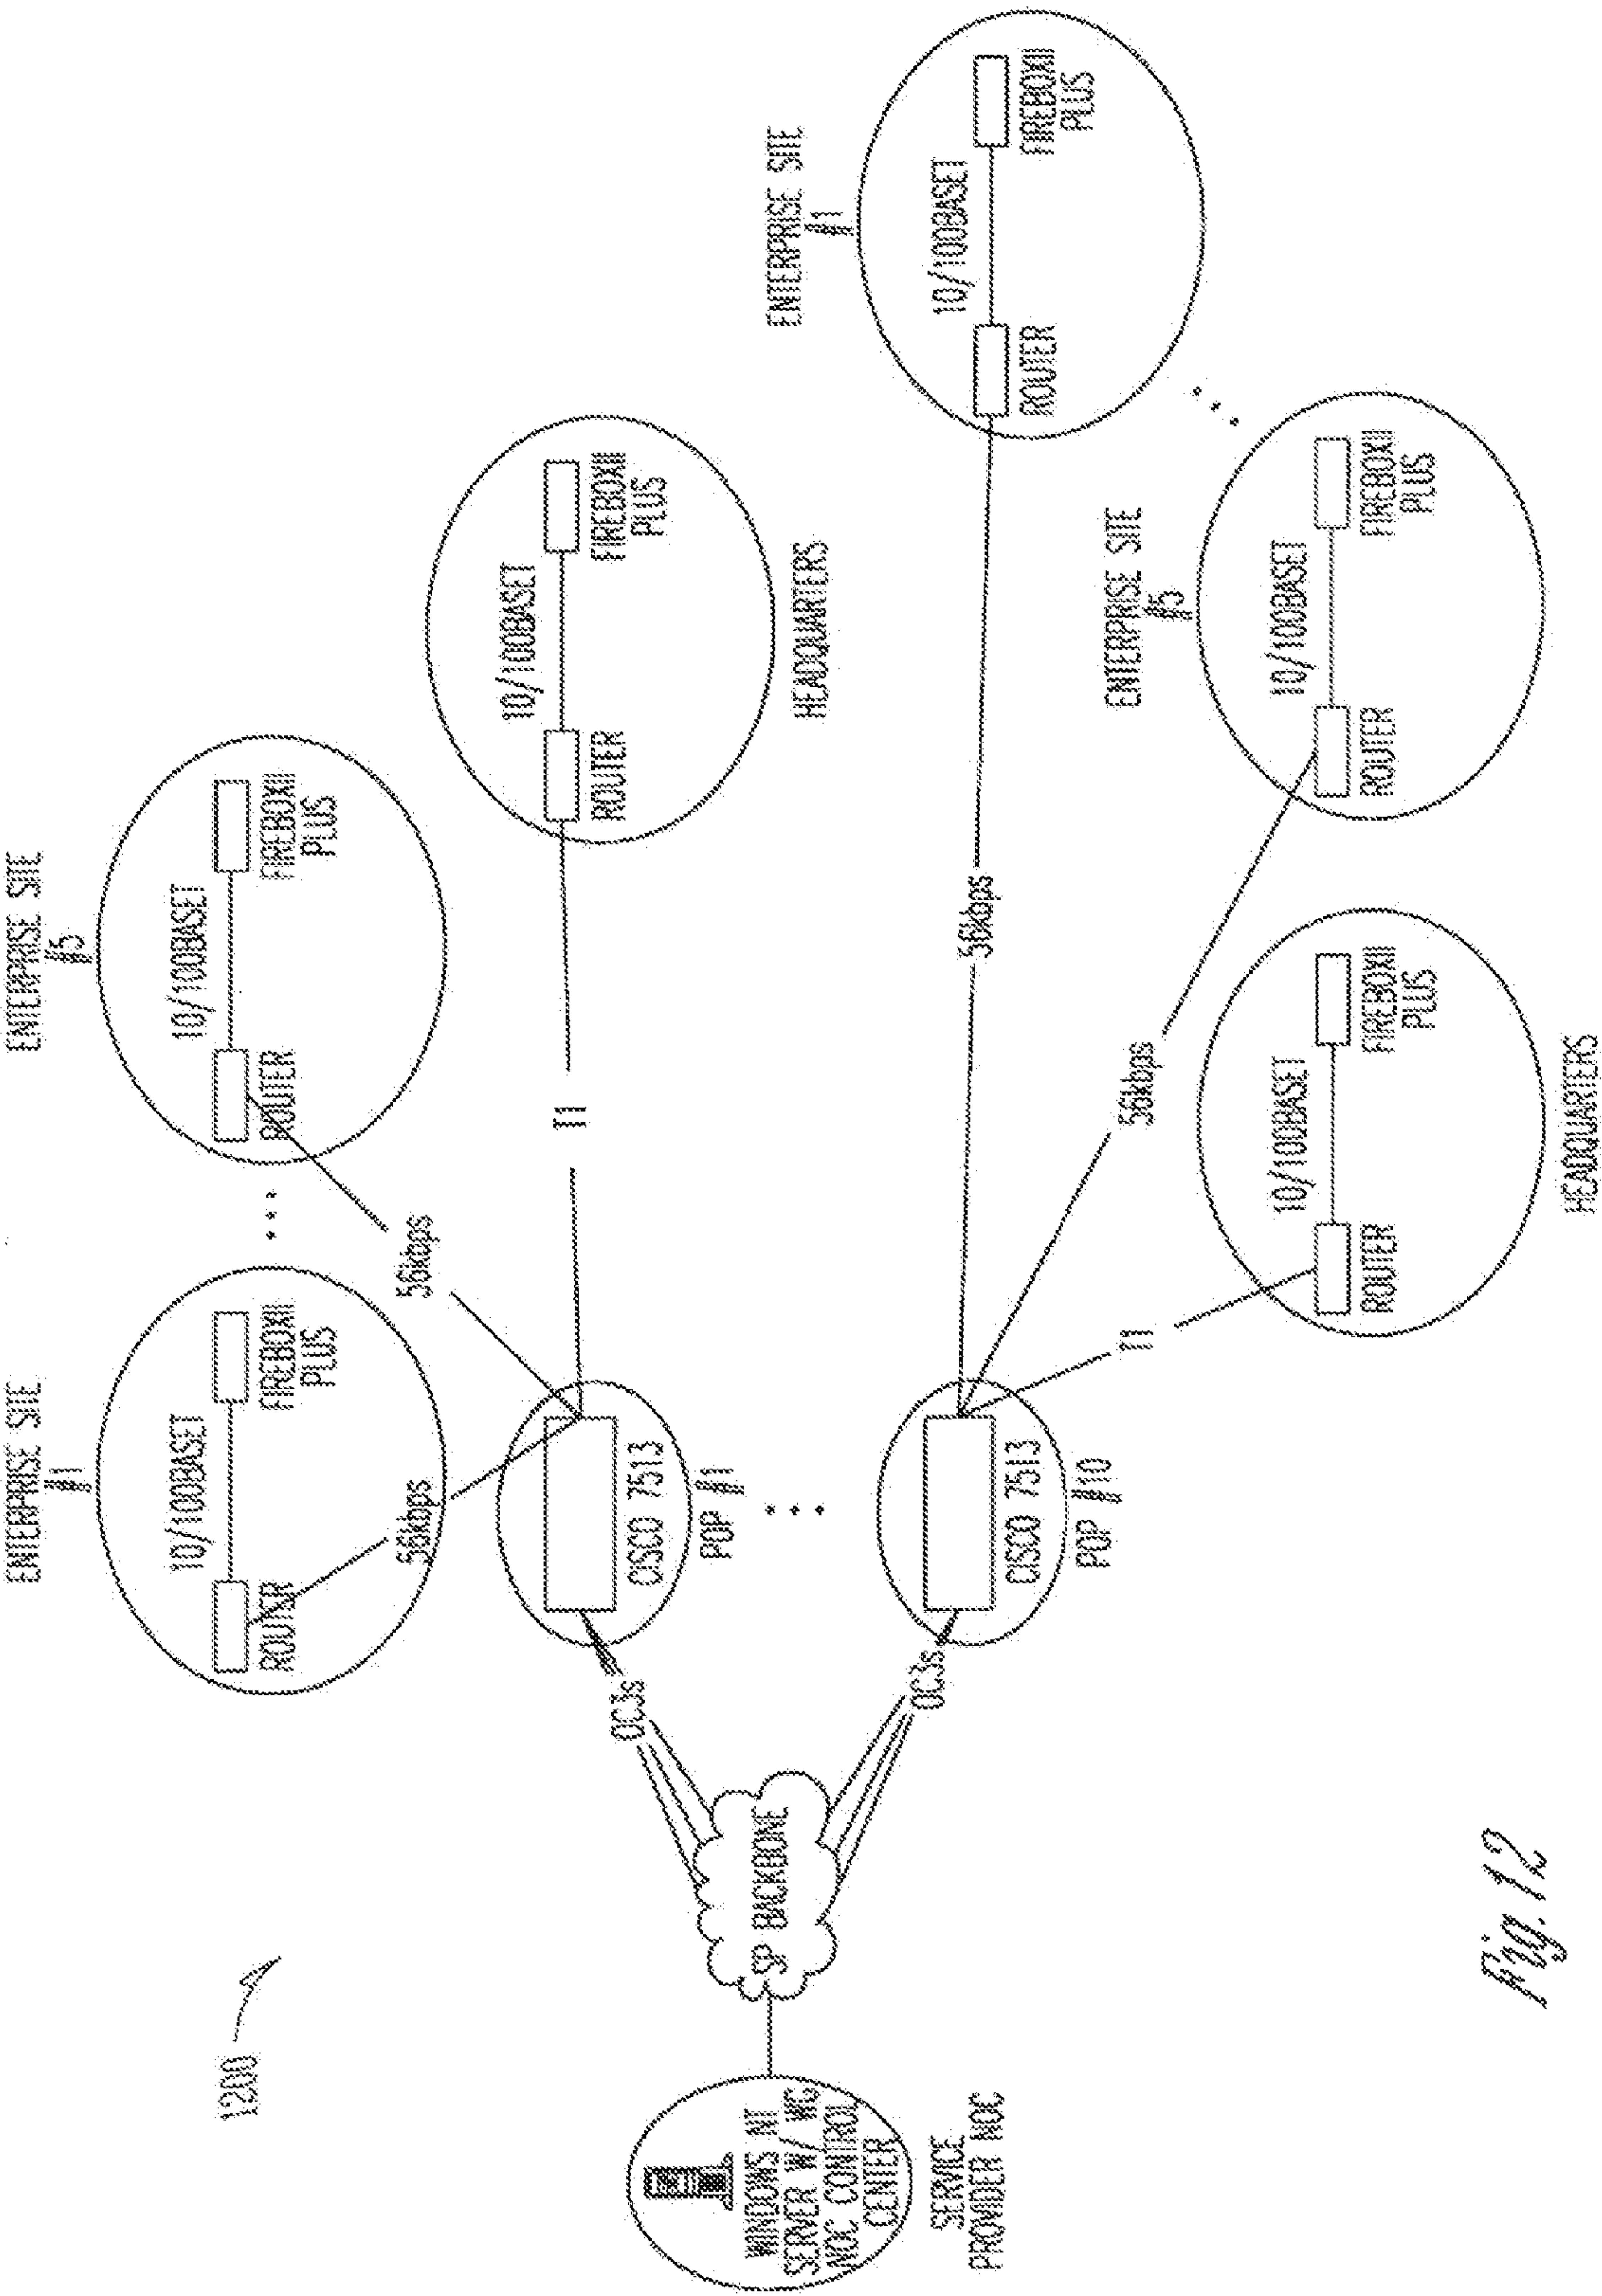 1200
ENTERPRISE SITE
#1
10/100BASET
ROUTER
FIREBOXII
PLUS
56kbps
ENTERPRISE SITE
#5
10/100BASET
ROUTER
FIREBOXII
PLUS
56kbps
10/100BASET
ROUTER
FIREBOXII
PLUS
HEADQUARTERS
T1
CISCO 7513
POP #1
OC3s
WINDOWS NT
SERVER W/ WG
NOC CONTROL
CENTER
SERVICE
PROVIDER NOC
SP BACKBONE
OC3s
CISCO 7513
POP #10
56kbps
ENTERPRISE SITE
#1
10/100BASET
ROUTER
FIREBOXII
PLUS
56kbps
ENTERPRISE SITE
#5
10/100BASET
ROUTER
FIREBOXII
PLUS
T1
10/100BASET
ROUTER
FIREBOXII
PLUS
HEADQUARTERS
Fig. 12